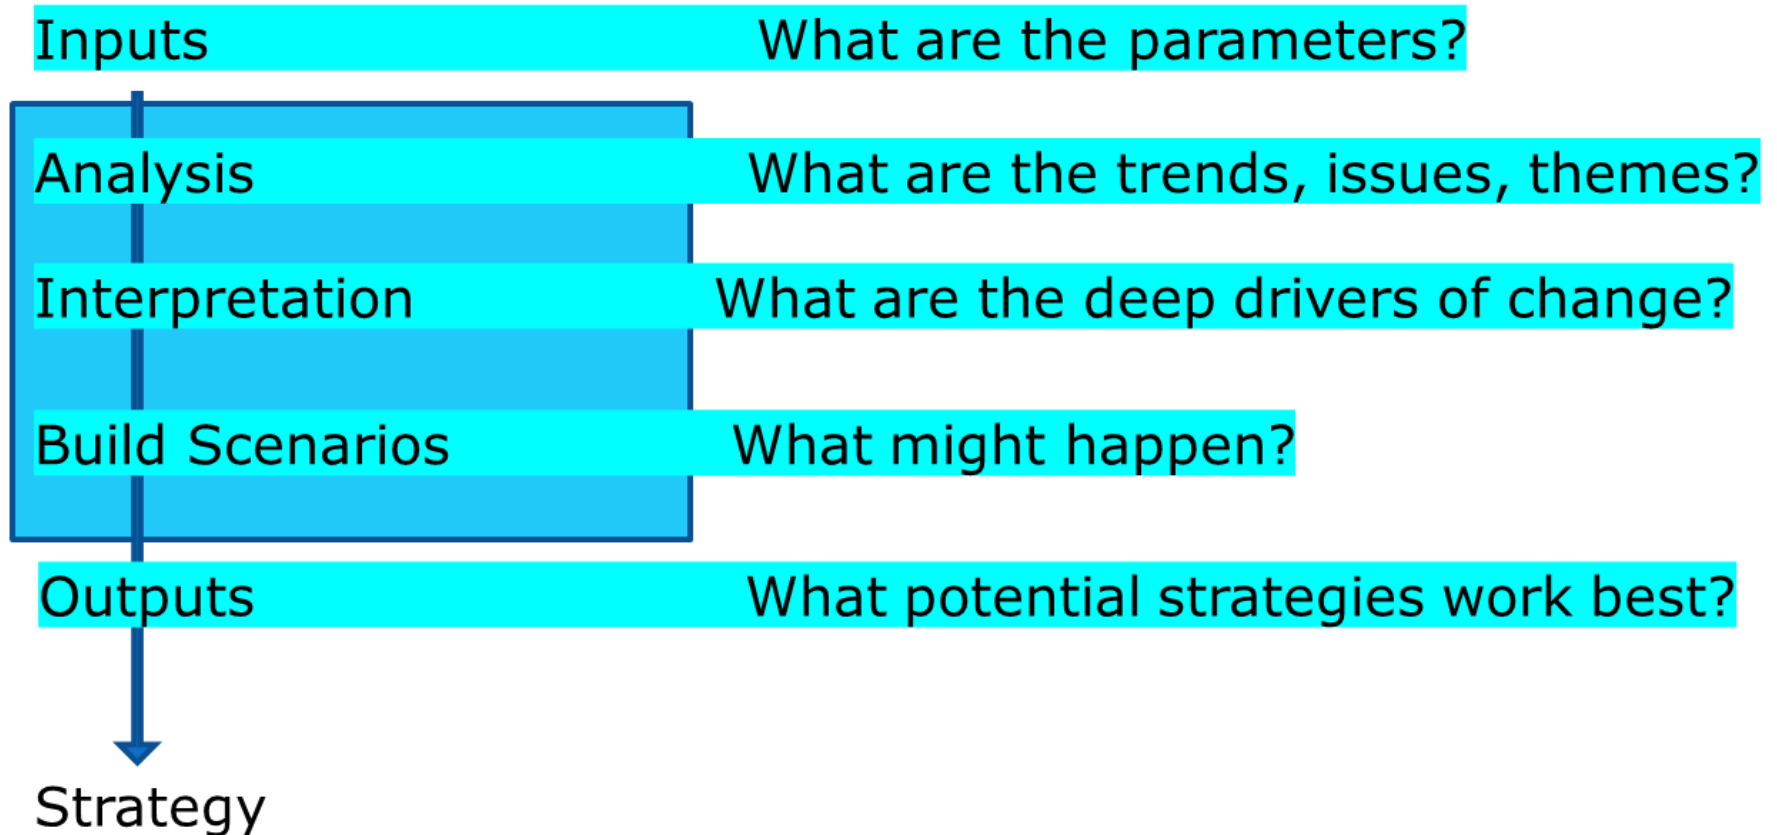 Inputs What are the parameters?
Analysis What are the trends, issues, themes?
Interpretation What are the deep drivers of change?
Build Scenarios What might happen?
Outputs What potential strategies work best?
Strategy